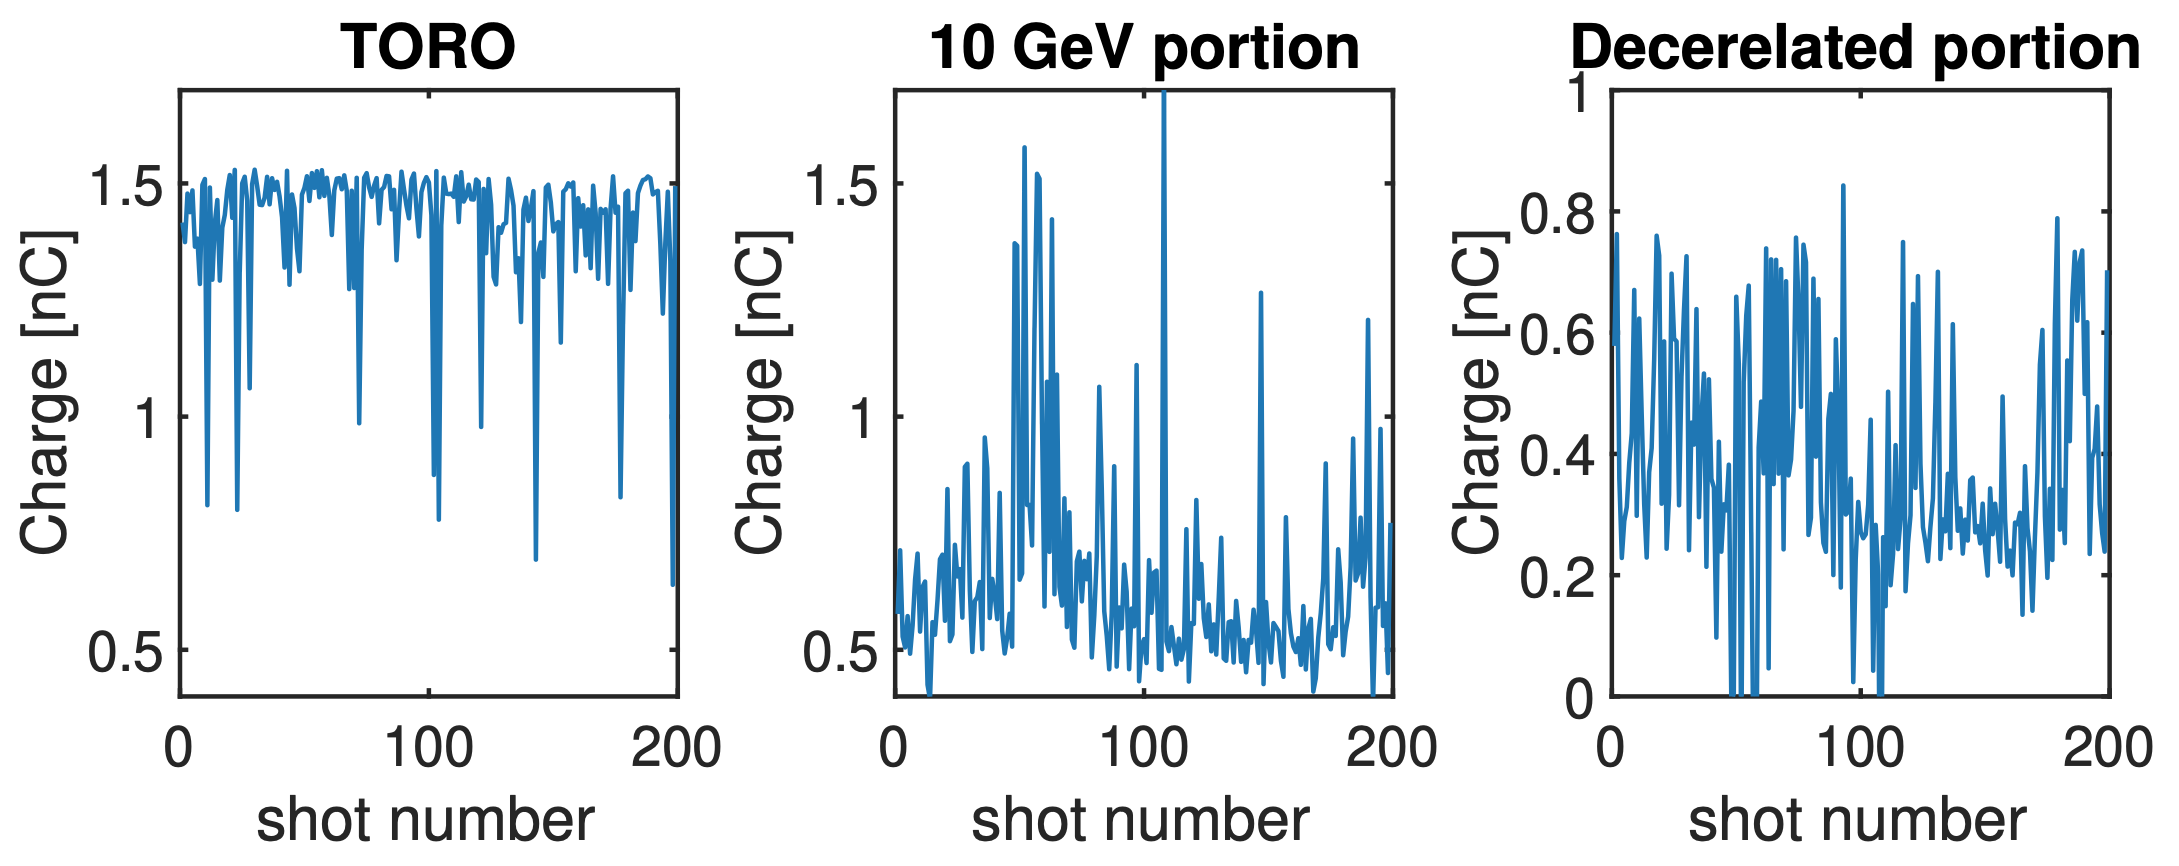 TORO
Charge [nC]
1.5
1
0.5
0
100
200
shot number
10 GeV portion
Charge [nC]
1.5
1
0.5
0
100
200
shot number
Decerelated portion
Charge [nC]
1
0.8
0.6
0.4
0.2
0
0
100
200
shot number